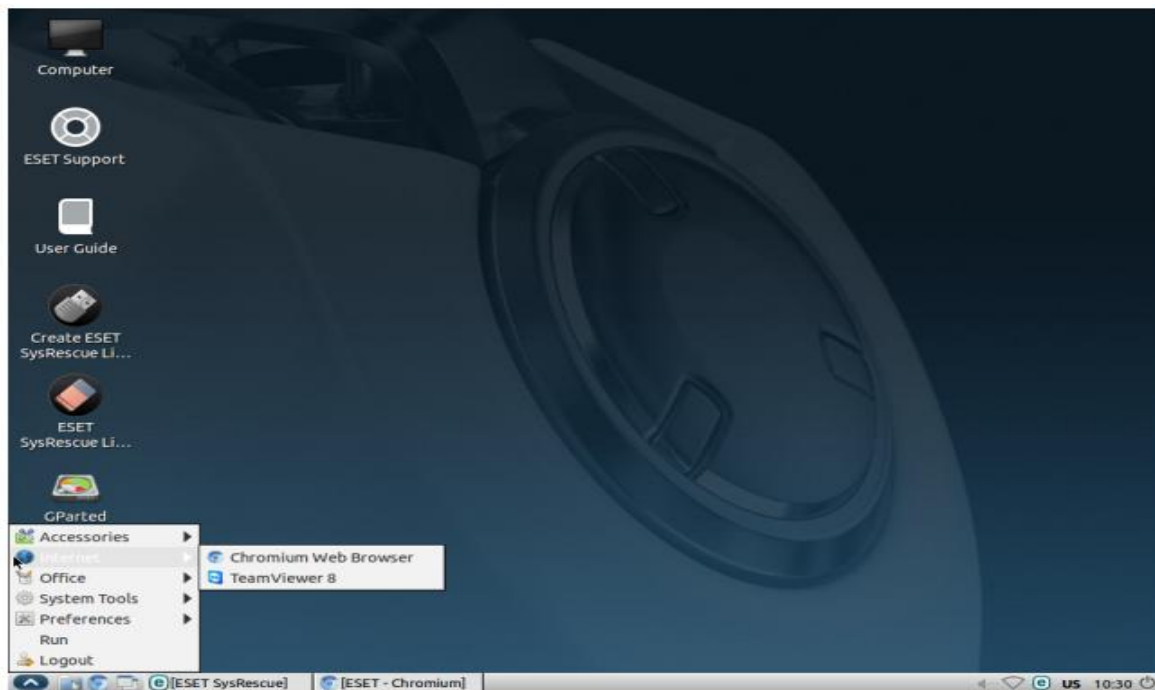 Computer
ESET Support
User Guide
Create ESET
SysRescue Li...
ESET
SysRescue Li...
GParted
Accessories
Internet
Chromium Web Browser
Office
TeamViewer 8
System Tools
Preferences
Run
Logout
[ESET SysRescue]
[ESET - Chromium]
US
10:30